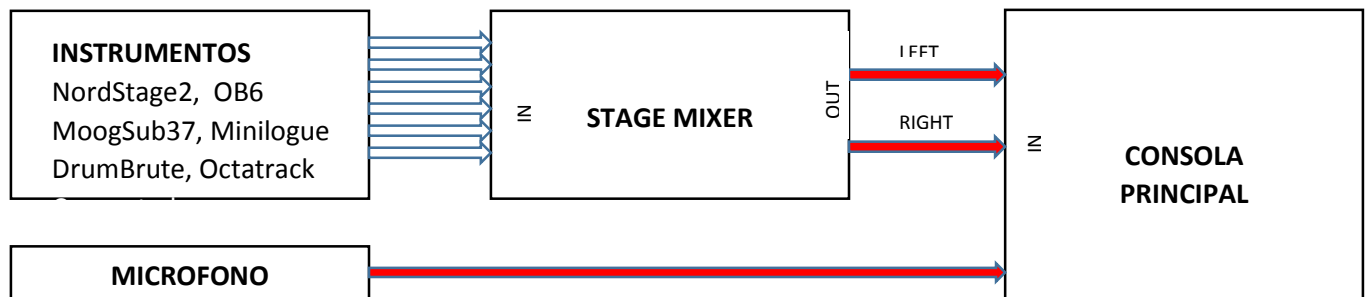 INSTRUMENTOS
NordStage2, OB6
MoogSub37, Minilogue
DrumBrute, Octatrack
IN
STAGE MIXER
OUT
LEFT
RIGHT
IN
CONSOLA
PRINCIPAL
MICROFONO